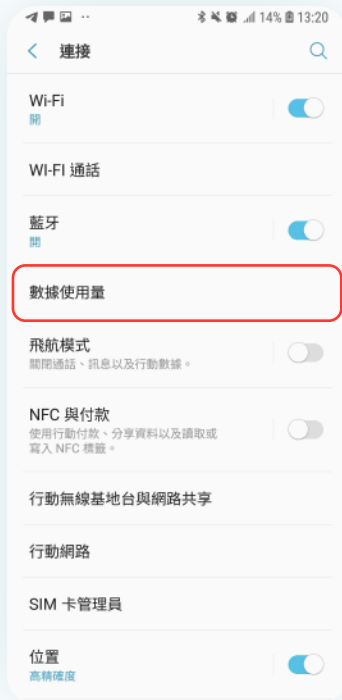 14% 13:20
連接
Wi-Fi
開
WI-FI 通話
藍牙
開
數據使用量
飛航模式
關閉通話、訊息以及行動數據。
NFC 與付款
使用行動付款、分享資料以及讀取或
寫入 NFC 標籤。
行動無線基地台與網路共享
行動網路
SIM 卡管理員
位置
高精確度